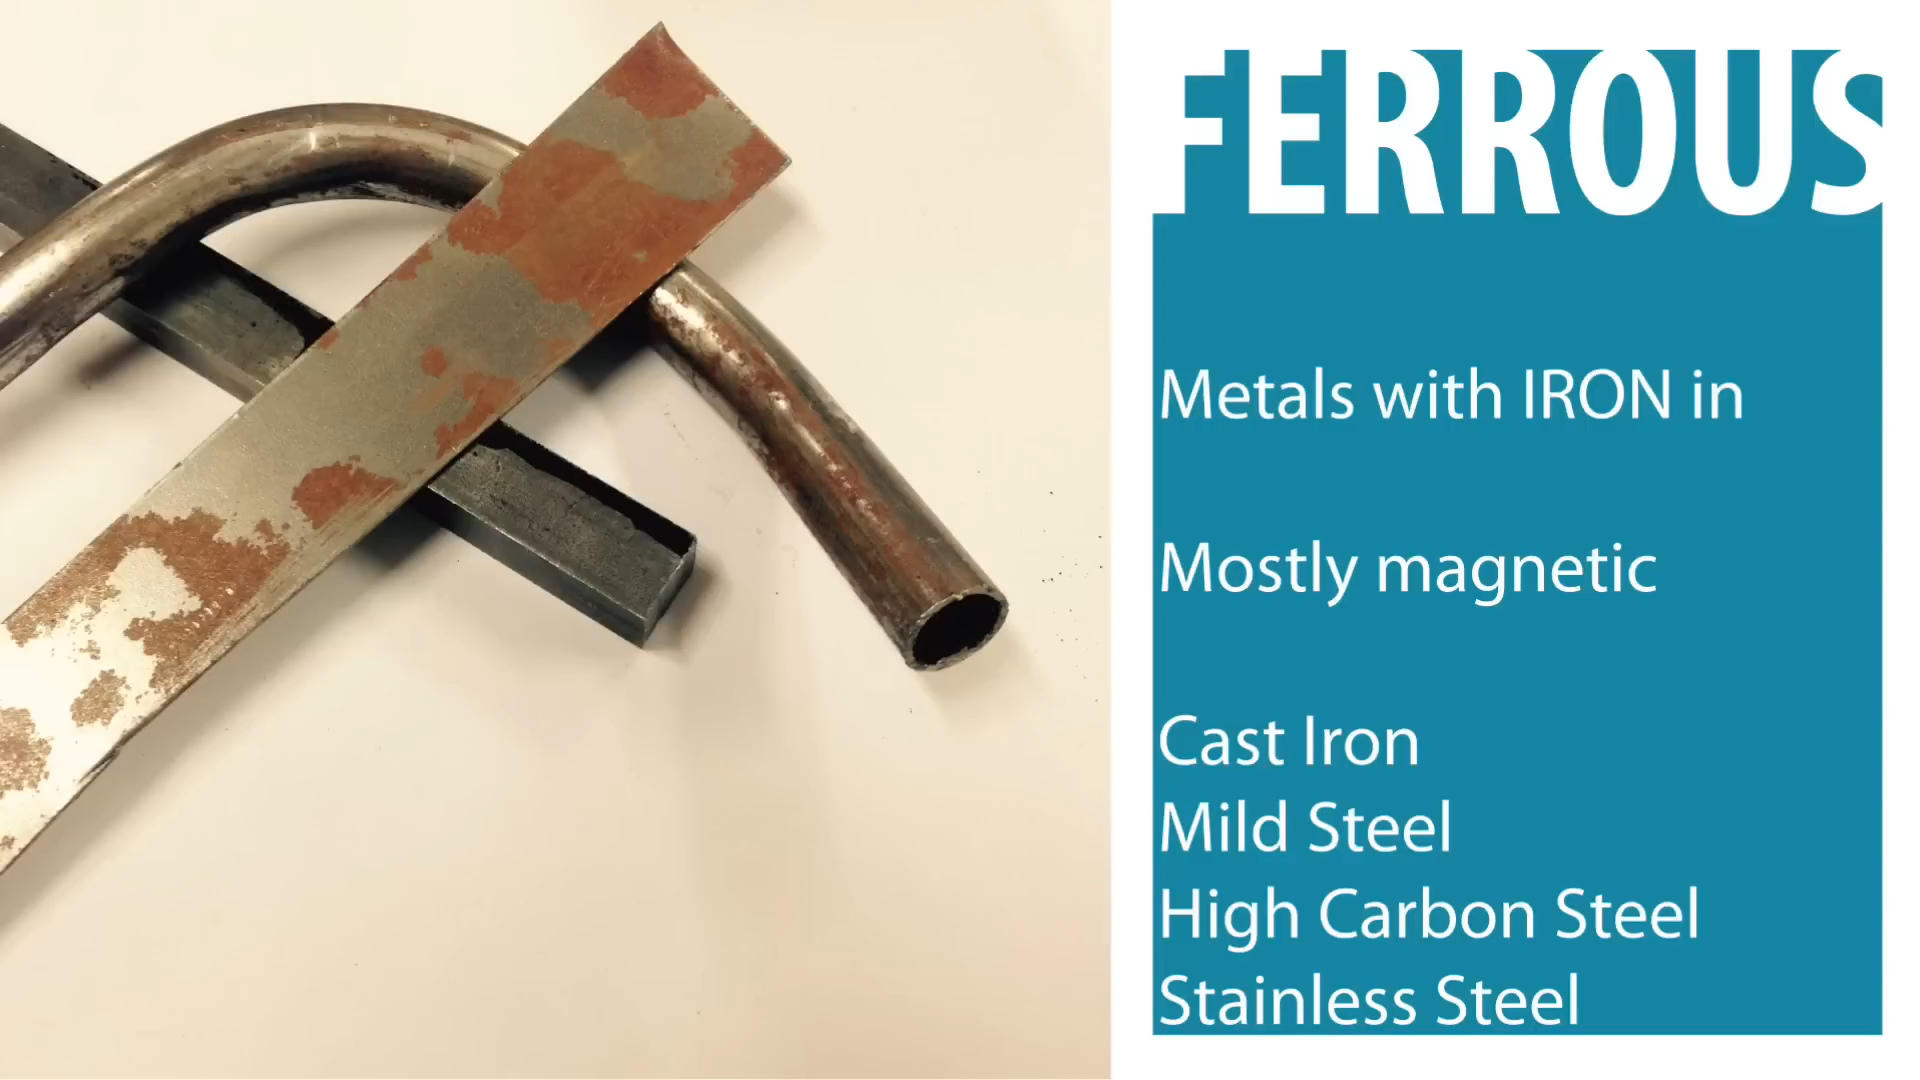 FERROUS
Metals with IRON in
Mostly magnetic
Cast Iron
Mild Steel
High Carbon Steel
Stainless Steel